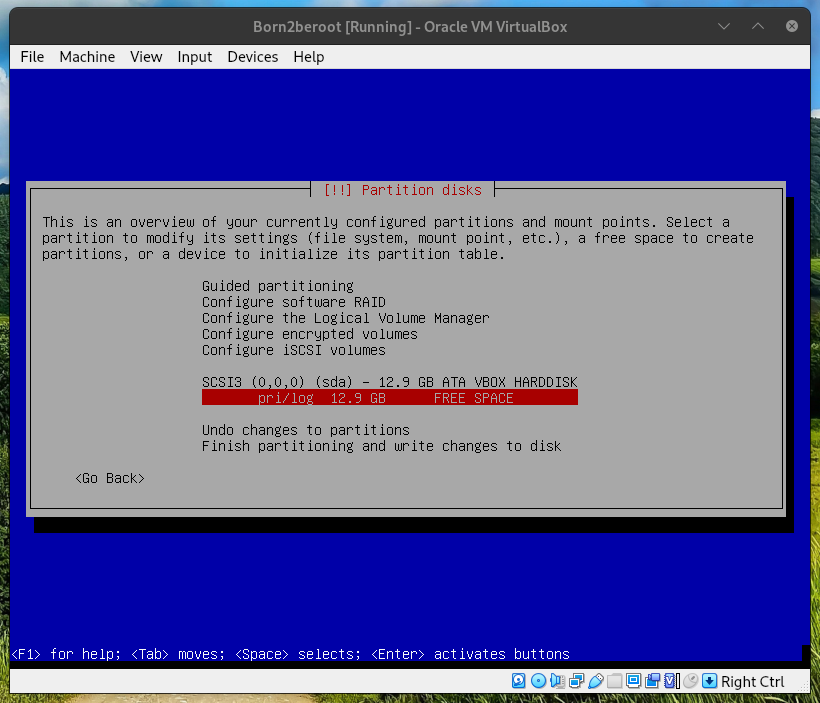 Born2beroot [Running] - Oracle VM VirtualBox
File Machine View Input Devices Help
[!!] Partition disks
This is an overview of your currently configured partitions and mount points. Select a
partition to modify its settings (file system, mount point, etc.), a free space to create
partitions, or a device to initialize its partition table.
Guided partitioning
Configure software RAID
Configure the Logical Volume Manager
Configure encrypted volumes
Configure iSCSI volumes
SCSI3 (0,0,0) (sda) - 12.9 GB ATA VBOX HARDDISK
pri/log 12.9 GB FREE SPACE
Undo changes to partitions
Finish partitioning and write changes to disk
<Go Back>
<F1> for help; <Tab> moves; <Space> selects; <Enter> activates buttons
Right Ctrl